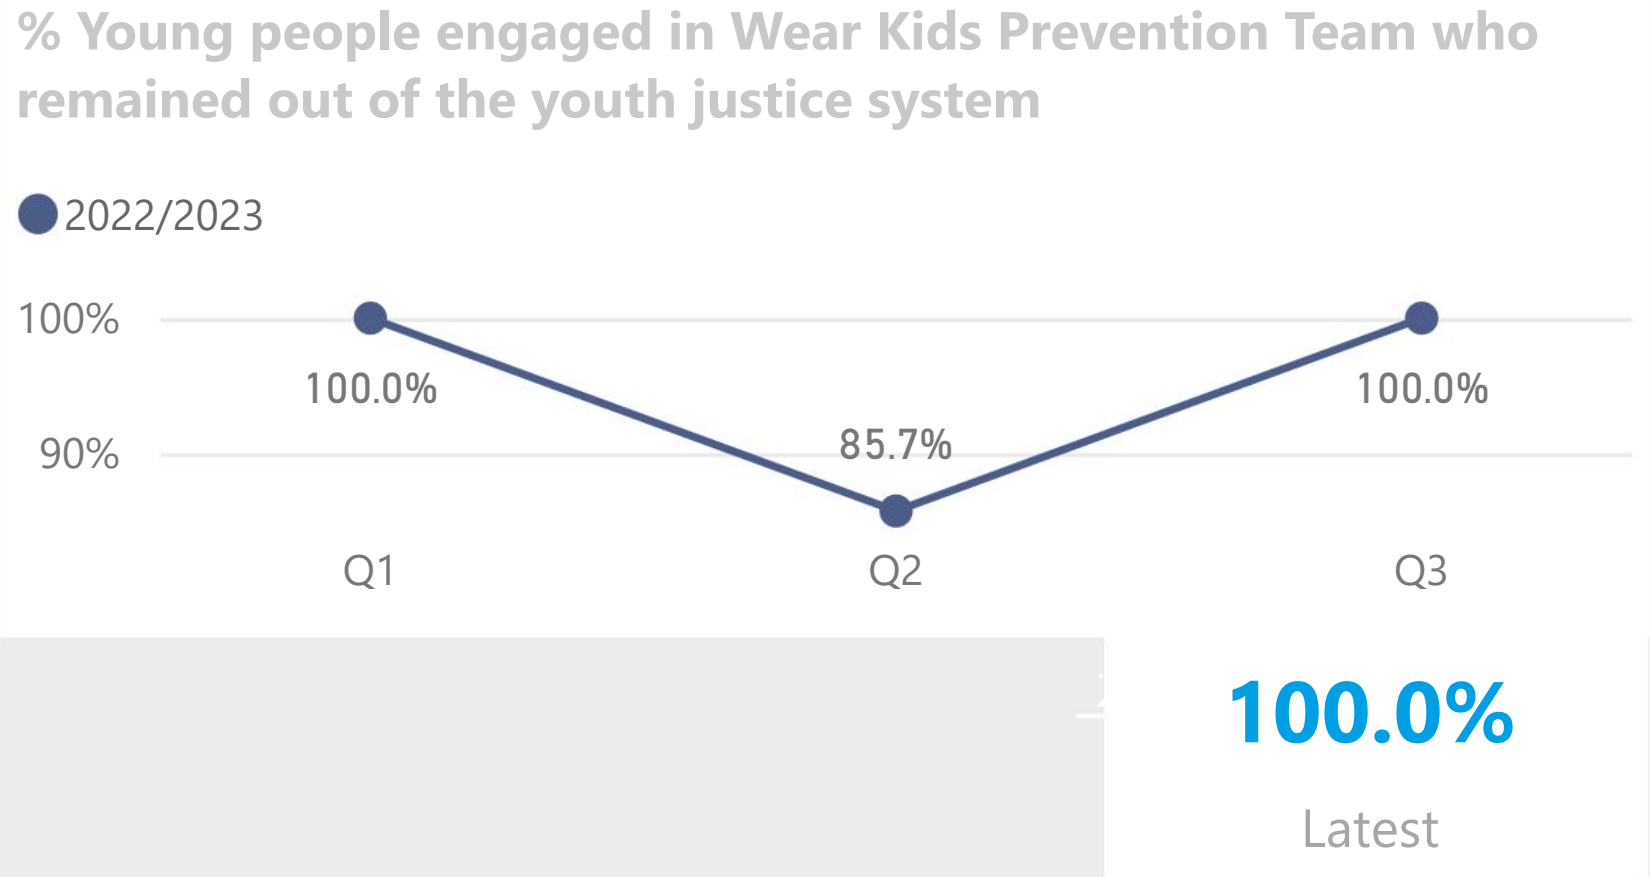 % Young people engaged in Wear Kids Prevention Team who
remained out of the youth justice system
2022/2023
100%
100.0%
100.0%
85.7%
90%
Q1
Q2
Q3
100.0%
Latest